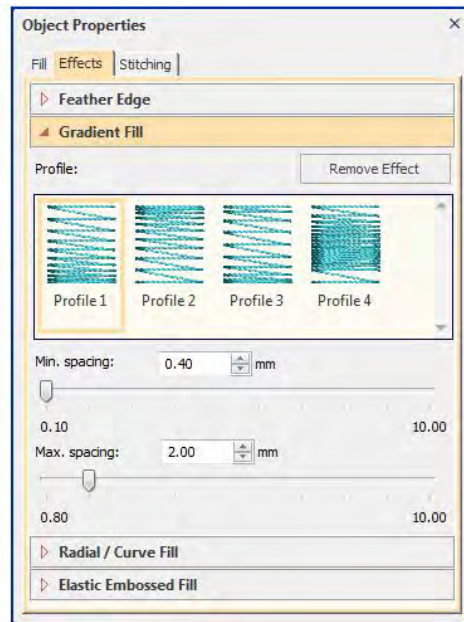 Object Properties
Fill Effects Stitching
Feather Edge
Gradient Fill
Profile: Remove Effect
Profile 1 Profile 2 Profile 3 Profile 4
Min. spacing: 0.40 mm
0.10 10.00
Max. spacing: 2.00 mm
0.80 10.00
Radial / Curve Fill
Elastic Embossed Fill